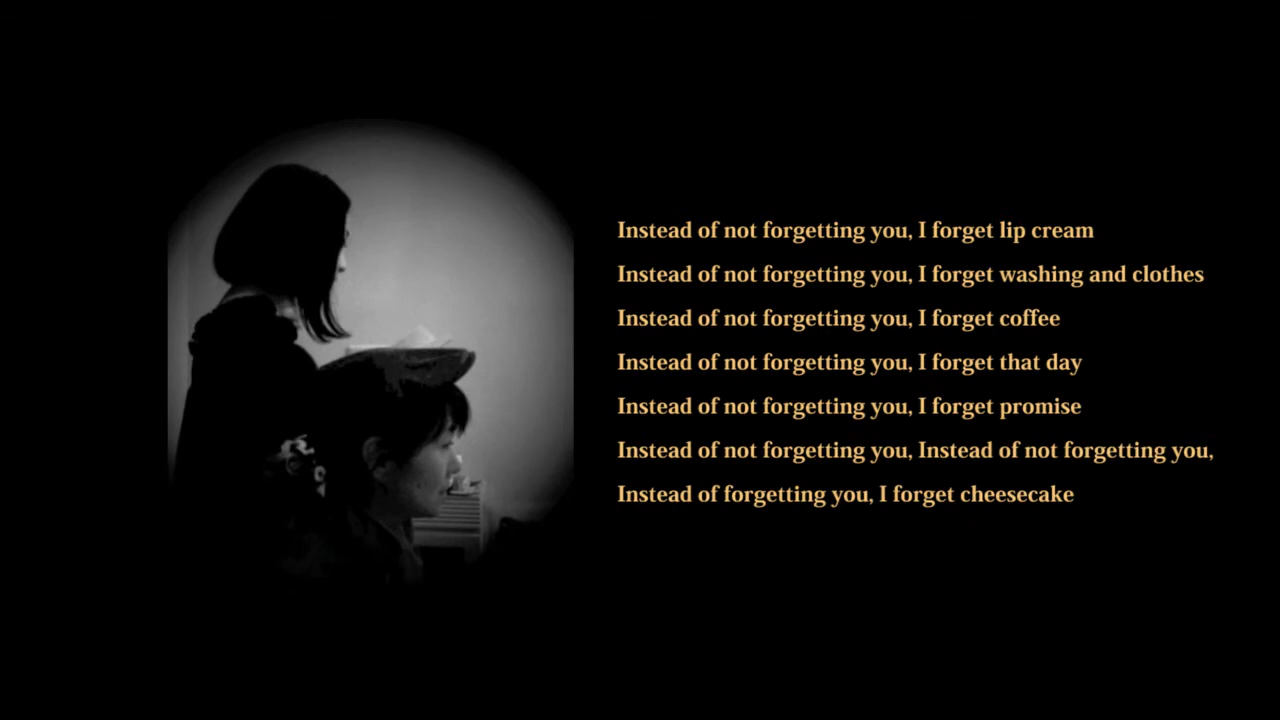 Instead of not forgetting you, I forget lip cream
Instead of not forgetting you, I forget washing and clothes
Instead of not forgetting you, I forget coffee
Instead of not forgetting you, I forget that day
Instead of not forgetting you, I forget promise
Instead of not forgetting you, Instead of not forgetting you,
Instead of forgetting you, I forget cheesecake